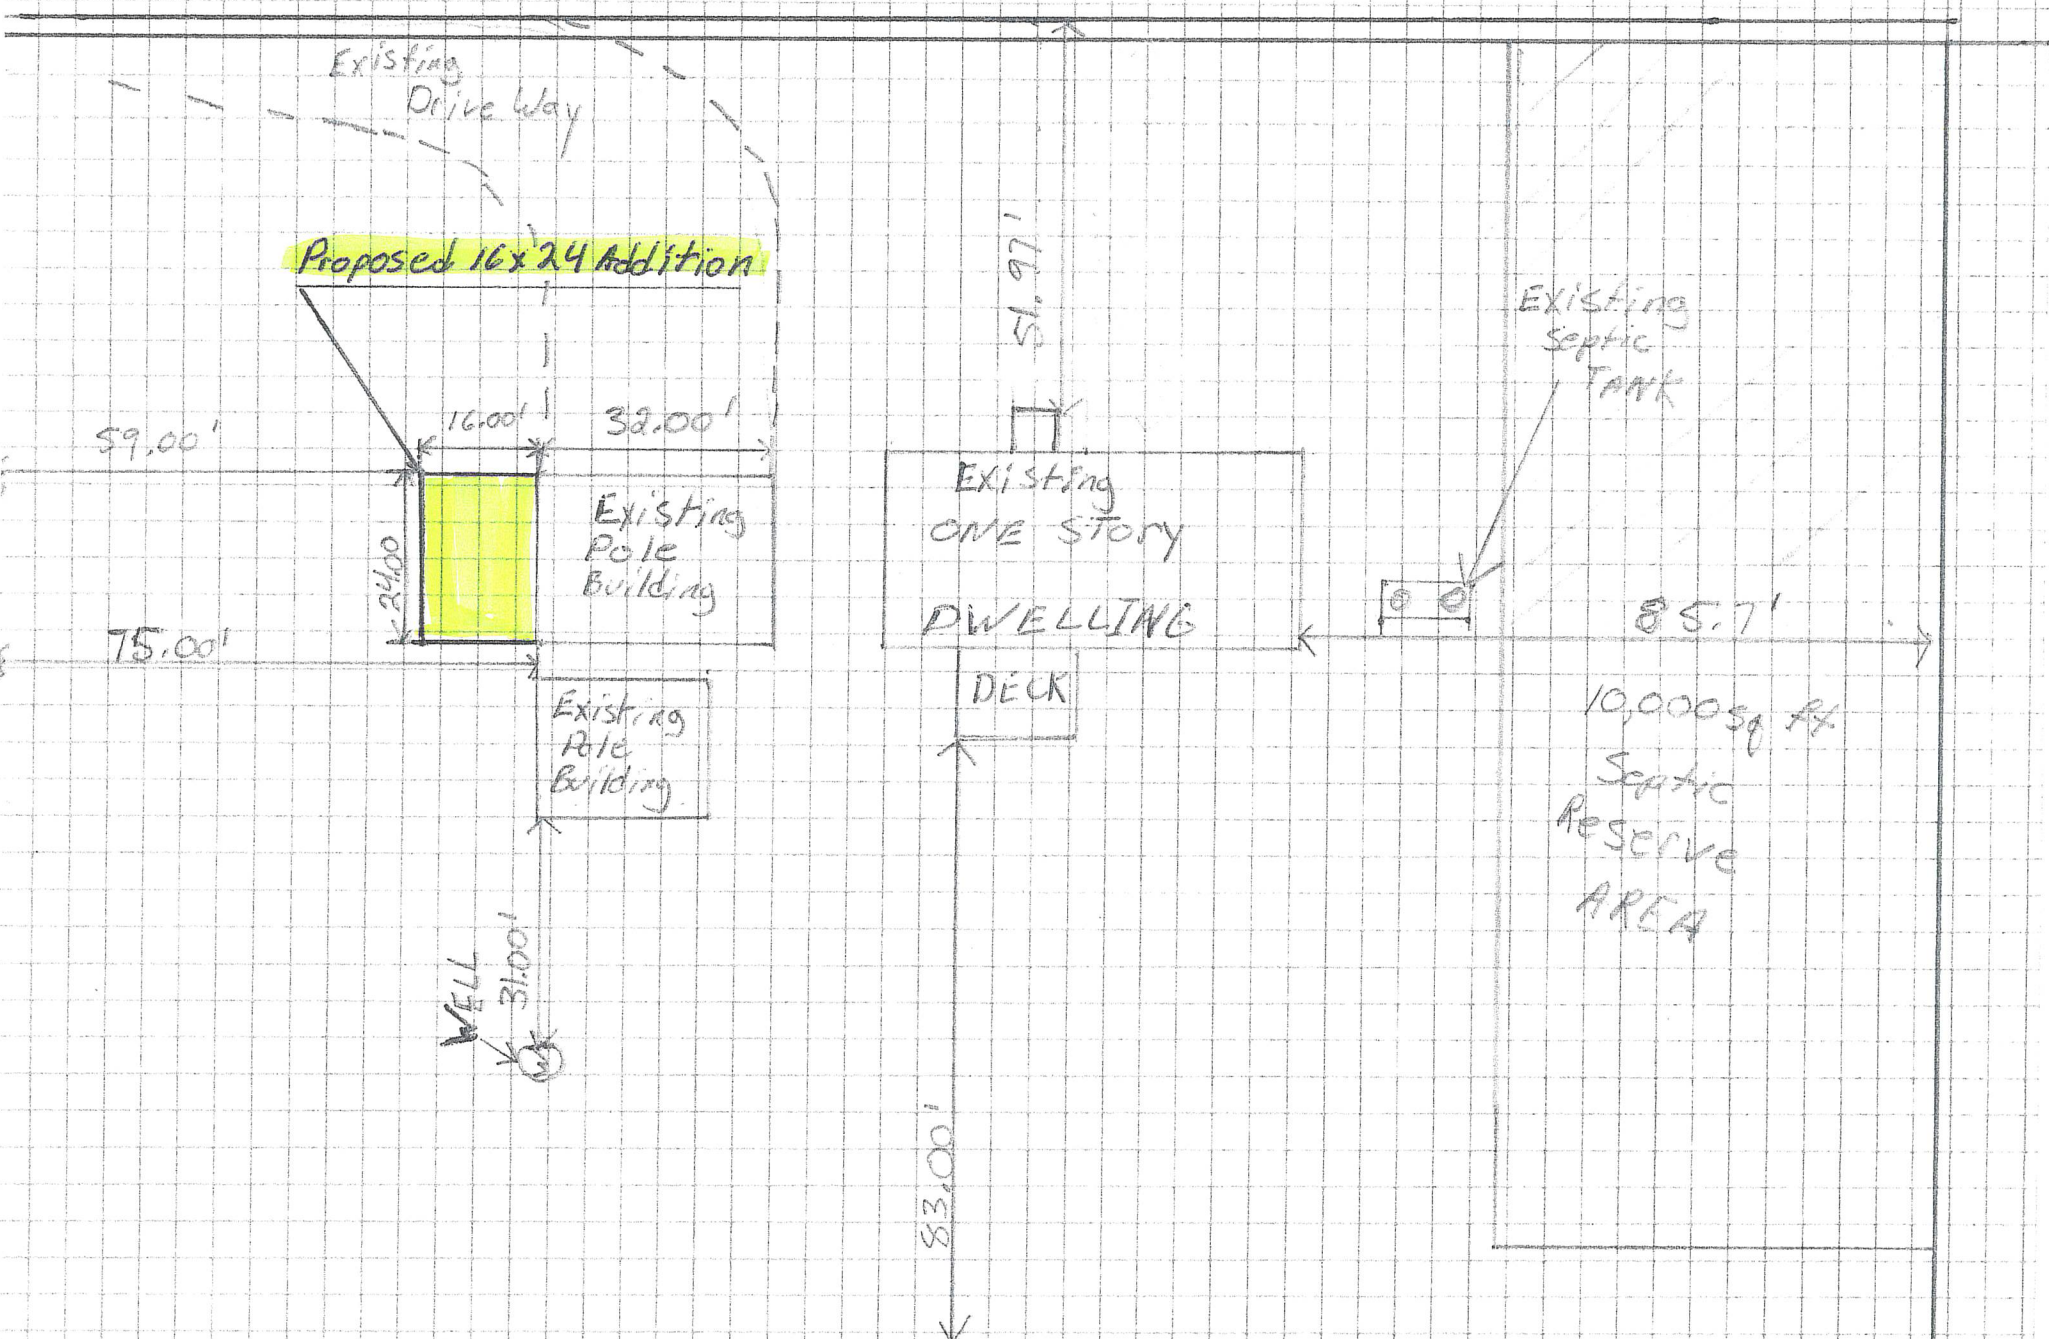 Existing
Drive Way
Proposed 16x24 Addition
51.97'
Existing
Septic
TANK
16.00'
32.00'
59.00'
24.00
Existing
Pole
Building
Existing
ONE STORY
DWELLING
85.7'
75.00'
DECK
Existing
Pole
Building
10,000 sq ft
Septic
Reserve
AREA
WELL
31.00'
W
83.00'